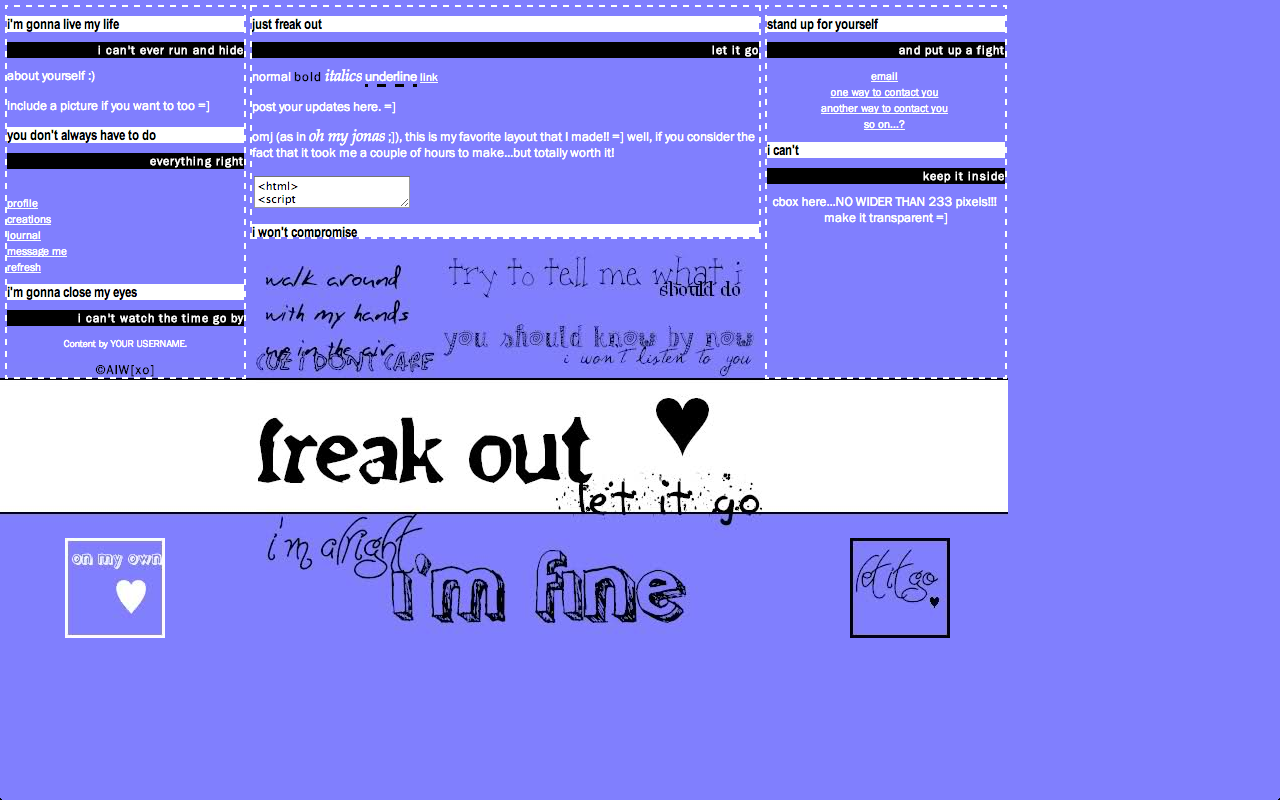 i'm gonna live my life
i can't ever run and hide
about yourself :)
include a picture if you want to too =]
you don't always have to do
everything right
profile
creations
journal
message me
refresh
i'm gonna close my eyes
i can't watch the time go by
Content by YOUR USERNAME.
©AIW[xo]
just freak out
let it go
normal bold italics underline link
post your updates here. =]
omj (as in oh my jonas ;]), this is my favorite layout that I made!! =] well, if you consider the
fact that it took me a couple of hours to make...but totally worth it!
<html>
<script
i won't compromise
stand up for yourself
and put up a fight
email
one way to contact you
another way to contact you
so on...?
i can't
keep it inside
cbox here...NO WIDER THAN 233 pixels!!!
make it transparent =]
walk around
with my hands
me in the air
CUZ I DON'T CARE
try to tell me what i
should do
you should know by now
i won't listen to you
freak out ♥
let it go
i'm alright
i'm fine
on my own
let it go